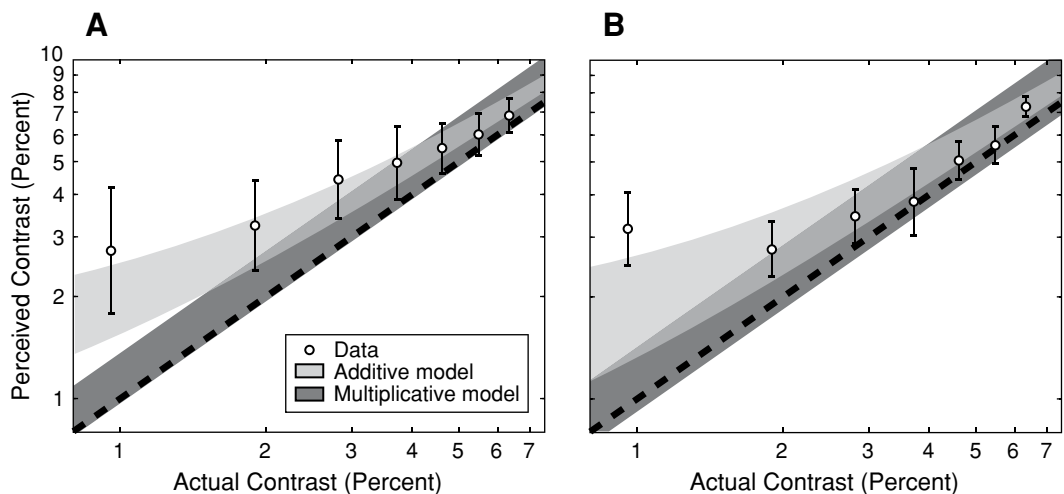 A
B
10
9
8
7
6
5
4
3
2
1
Perceived Contrast (Percent)
Data
Additive model
Multiplicative model
1 2 3 4 5 6 7
1 2 3 4 5 6 7
Actual Contrast (Percent)
Actual Contrast (Percent)